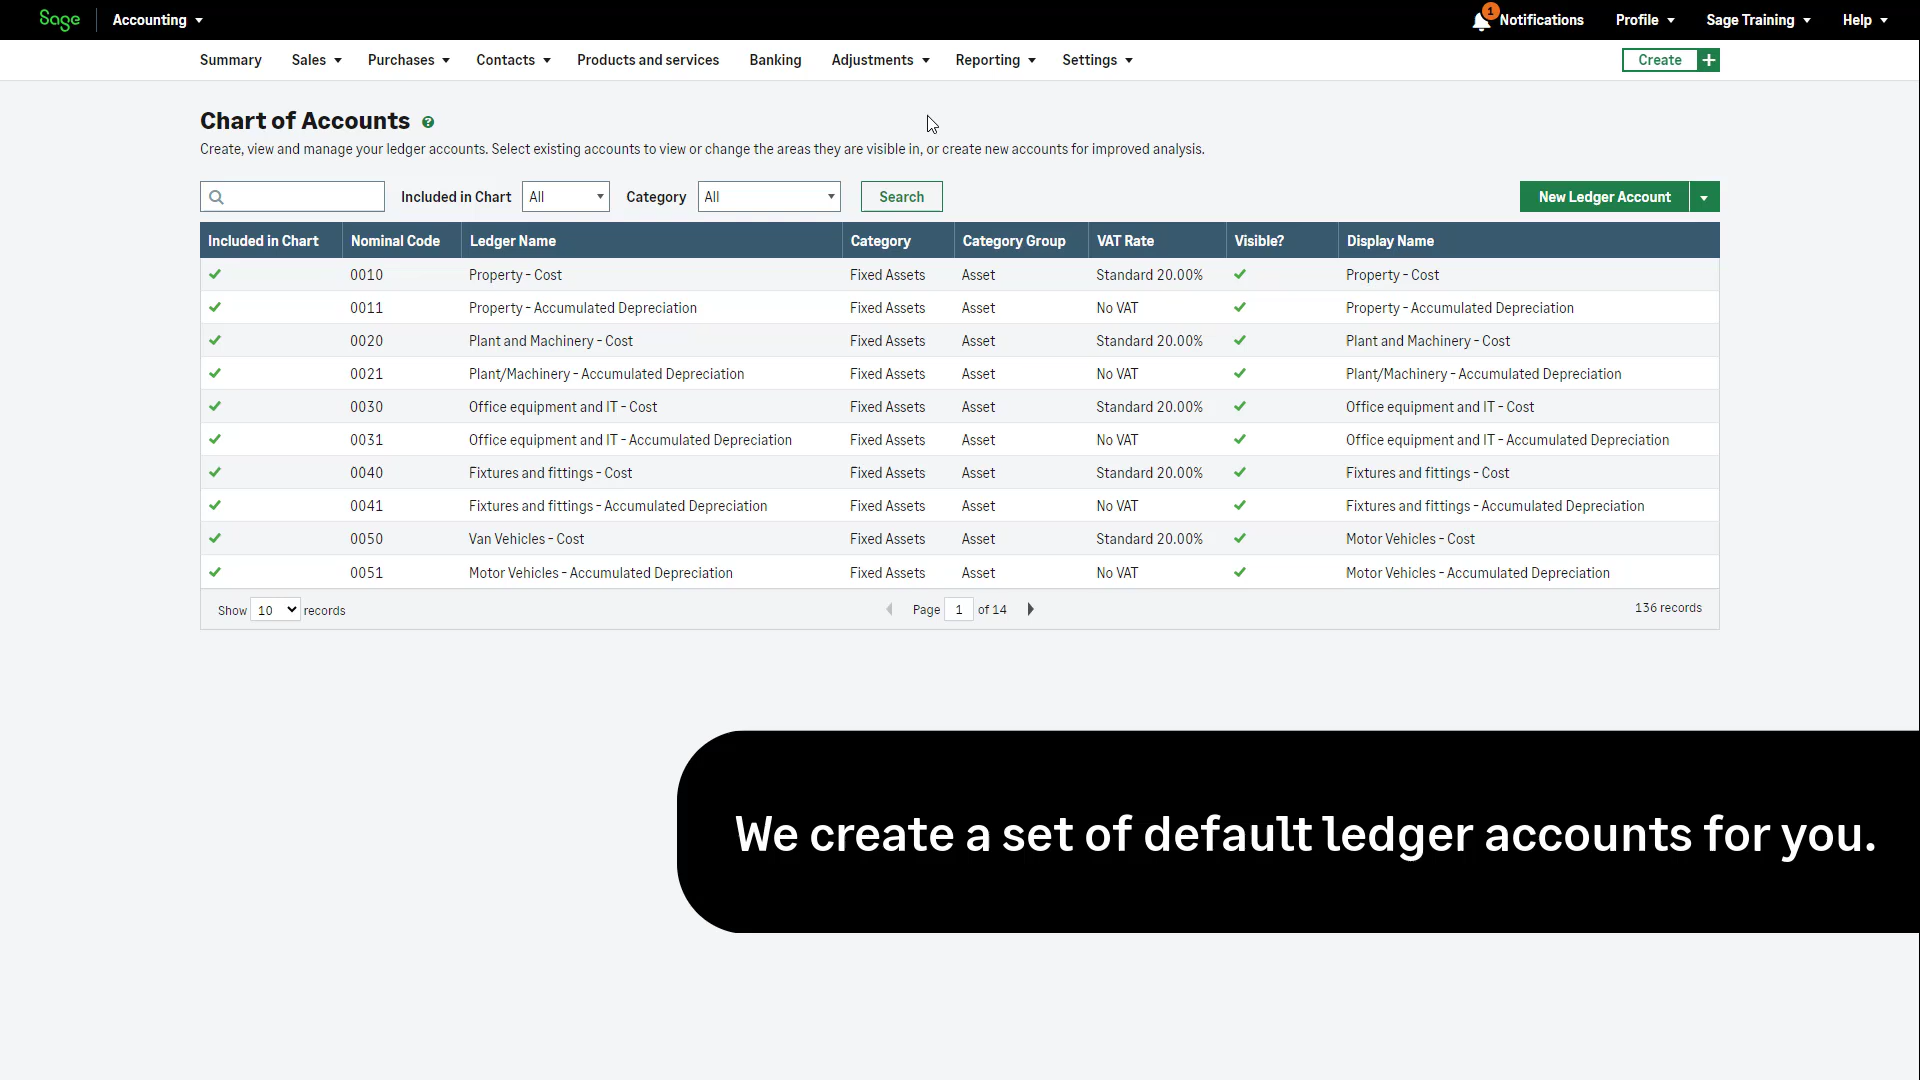 Sage Accounting 1 Notifications Profile Sage Training Help
Summary Sales Purchases Contacts Products and services Banking Adjustments Reporting Settings Create +
Chart of Accounts ?
Create, view and manage your ledger accounts. Select existing accounts to view or change the areas they are visible in, or create new accounts for improved analysis.
Included in Chart All Category All Search New Ledger Account
Included in Chart Nominal Code Ledger Name Category Category Group VAT Rate Visible? Display Name
0010 Property - Cost Fixed Assets Asset Standard 20.00% Property - Cost
0011 Property - Accumulated Depreciation Fixed Assets Asset No VAT Property - Accumulated Depreciation
0020 Plant and Machinery - Cost Fixed Assets Asset Standard 20.00% Plant and Machinery - Cost
0021 Plant/Machinery - Accumulated Depreciation Fixed Assets Asset No VAT Plant/Machinery - Accumulated Depreciation
0030 Office equipment and IT - Cost Fixed Assets Asset Standard 20.00% Office equipment and IT - Cost
0031 Office equipment and IT - Accumulated Depreciation Fixed Assets Asset No VAT Office equipment and IT - Accumulated Depreciation
0040 Fixtures and fittings - Cost Fixed Assets Asset Standard 20.00% Fixtures and fittings - Cost
0041 Fixtures and fittings - Accumulated Depreciation Fixed Assets Asset No VAT Fixtures and fittings - Accumulated Depreciation
0050 Van Vehicles - Cost Fixed Assets Asset Standard 20.00% Motor Vehicles - Cost
0051 Motor Vehicles - Accumulated Depreciation Fixed Assets Asset No VAT Motor Vehicles - Accumulated Depreciation
Show 10 records Page 1 of 14 136 records
We create a set of default ledger accounts for you.